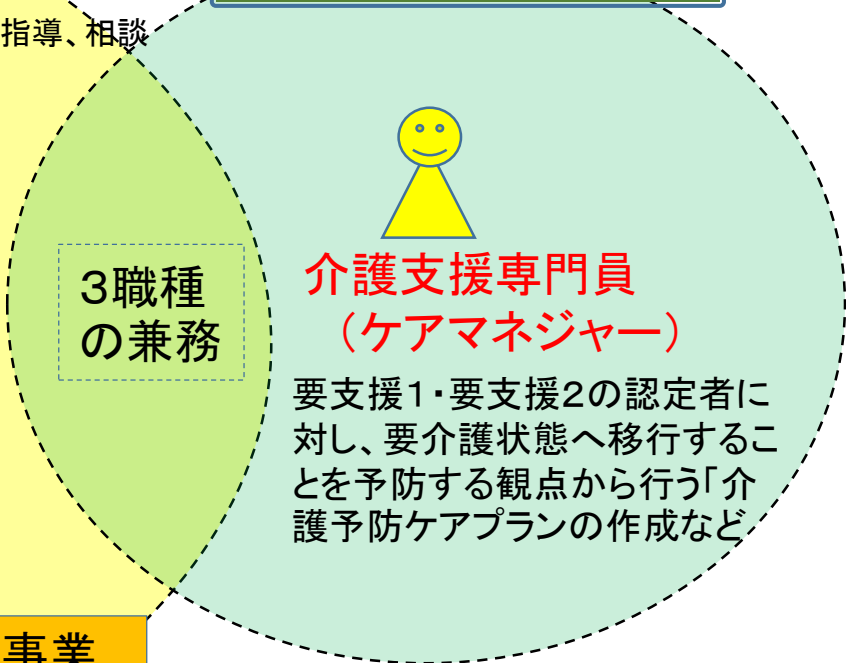 指導、相談
3職種
の兼務
介護支援専門員
(ケアマネジャー)
要支援1・要支援2の認定者に
対し、要介護状態へ移行するこ
とを予防する観点から行う「介
護予防ケアプランの作成など
事業